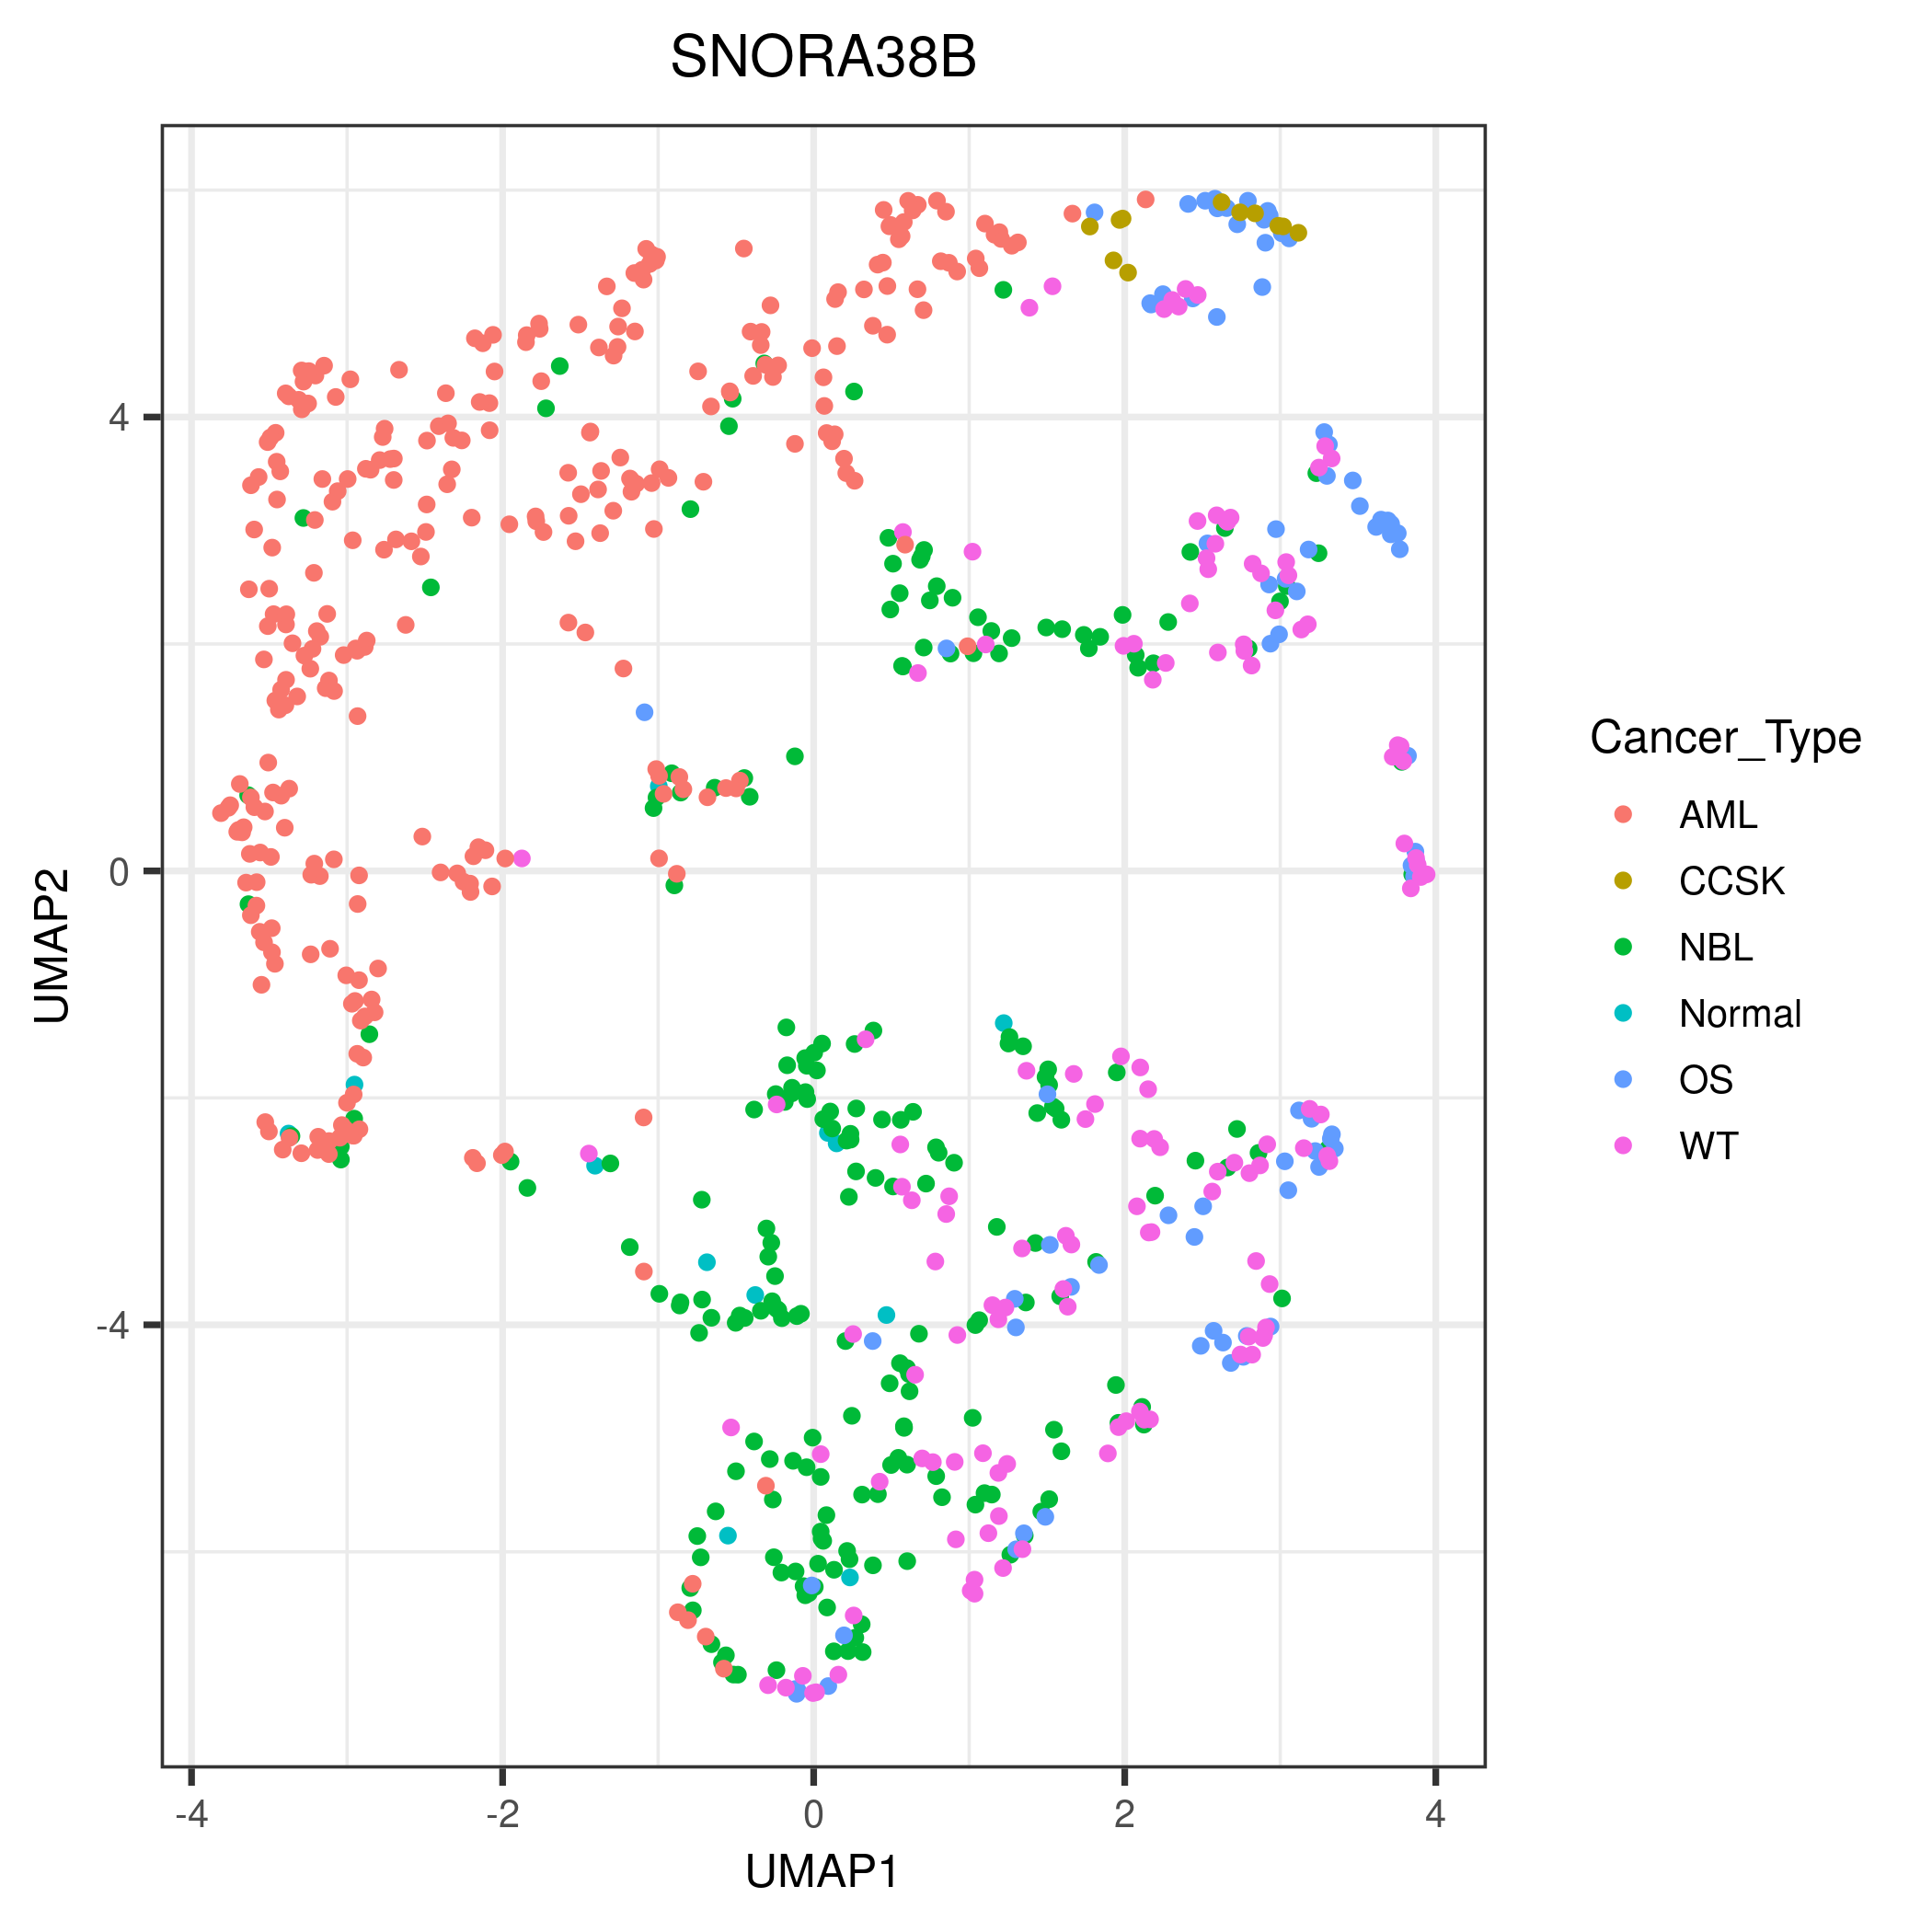 SNORA38B
UMAP2
4
0
-4
-4
-2
0
2
4
UMAP1
Cancer_Type
AML
CCSK
NBL
Normal
OS
WT